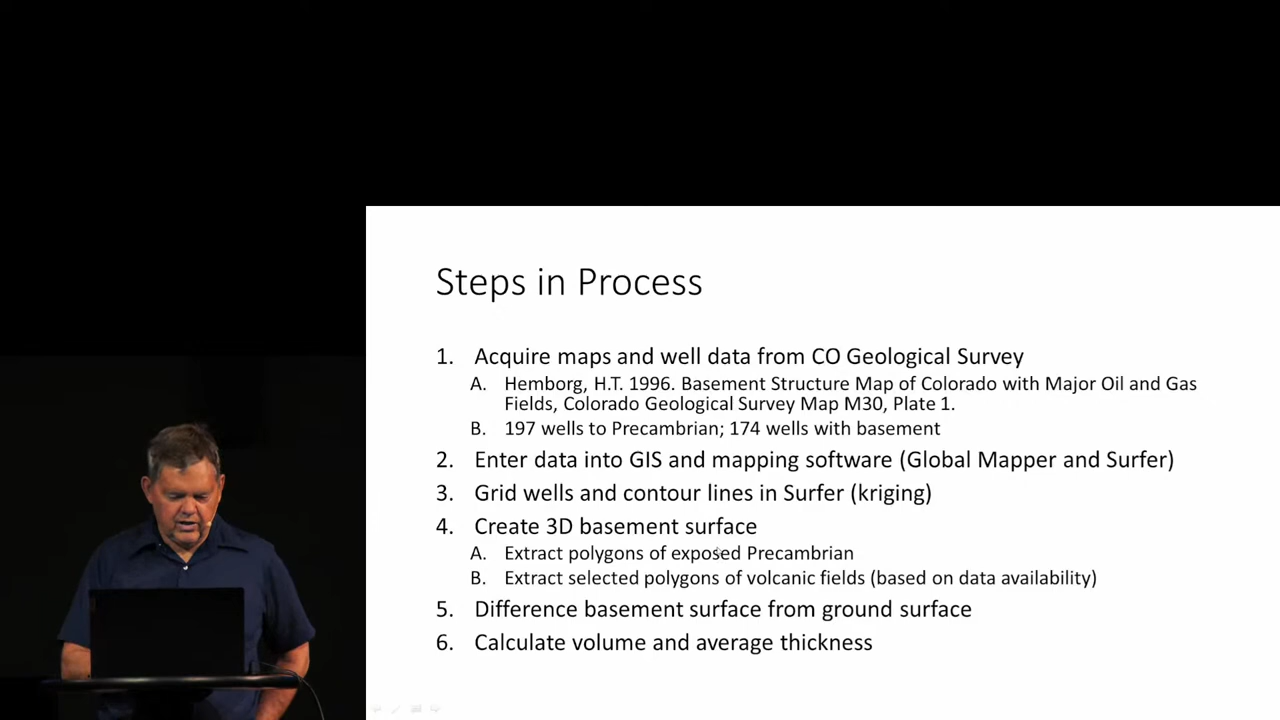 Steps in Process
1. Acquire maps and well data from CO Geological Survey
A. Hemborg, H.T. 1996. Basement Structure Map of Colorado with Major Oil and Gas
Fields, Colorado Geological Survey Map M30, Plate 1.
B. 197 wells to Precambrian; 174 wells with basement
2. Enter data into GIS and mapping software (Global Mapper and Surfer)
3. Grid wells and contour lines in Surfer (kriging)
4. Create 3D basement surface
A. Extract polygons of exposed Precambrian
B. Extract selected polygons of volcanic fields (based on data availability)
5. Difference basement surface from ground surface
6. Calculate volume and average thickness